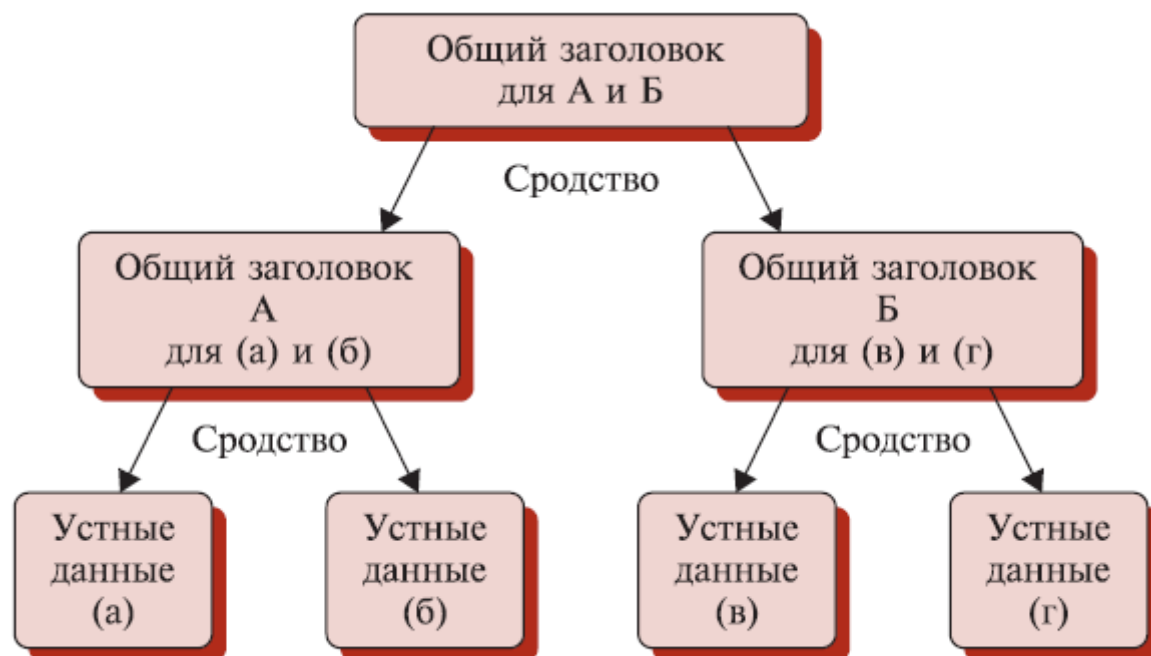 Общий заголовок
для А и Б
Сродство
Общий заголовок
А
для (а) и (б)
Общий заголовок
Б
для (в) и (г)
Сродство
Сродство
Устные
данные
(а)
Устные
данные
(б)
Устные
данные
(в)
Устные
данные
(г)